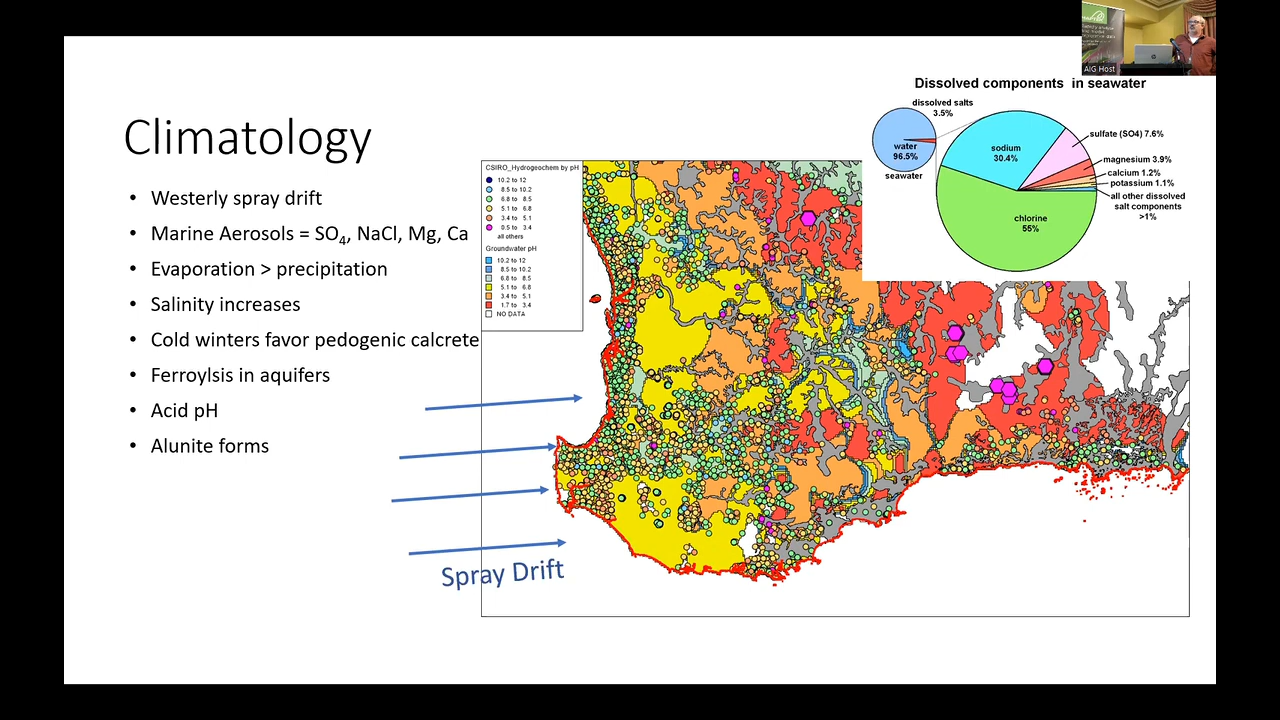 AIG Host
Dissolved components in seawater
dissolved salts
3.5%
water
96.5%
seawater
sodium
30.4%
sulfate (SO4) 7.6%
magnesium 3.9%
calcium 1.2%
potassium 1.1%
all other dissolved
salt components
>1%
chlorine
55%
Climatology
• Westerly spray drift
• Marine Aerosols = SO4, NaCl, Mg, Ca
• Evaporation > precipitation
• Salinity increases
• Cold winters favor pedogenic calcrete
• Ferroylsis in aquifers
• Acid pH
• Alunite forms
CSIRO_Hydrogeochem by pH
10.2 to 12
8.5 to 10.2
6.8 to 8.5
5.1 to 6.8
3.4 to 5.1
0.5 to 3.4
all others
Groundwater pH
10.2 to 12
8.5 to 10.2
6.8 to 8.5
5.1 to 6.8
3.4 to 5.1
1.7 to 3.4
NO DATA
Spray Drift